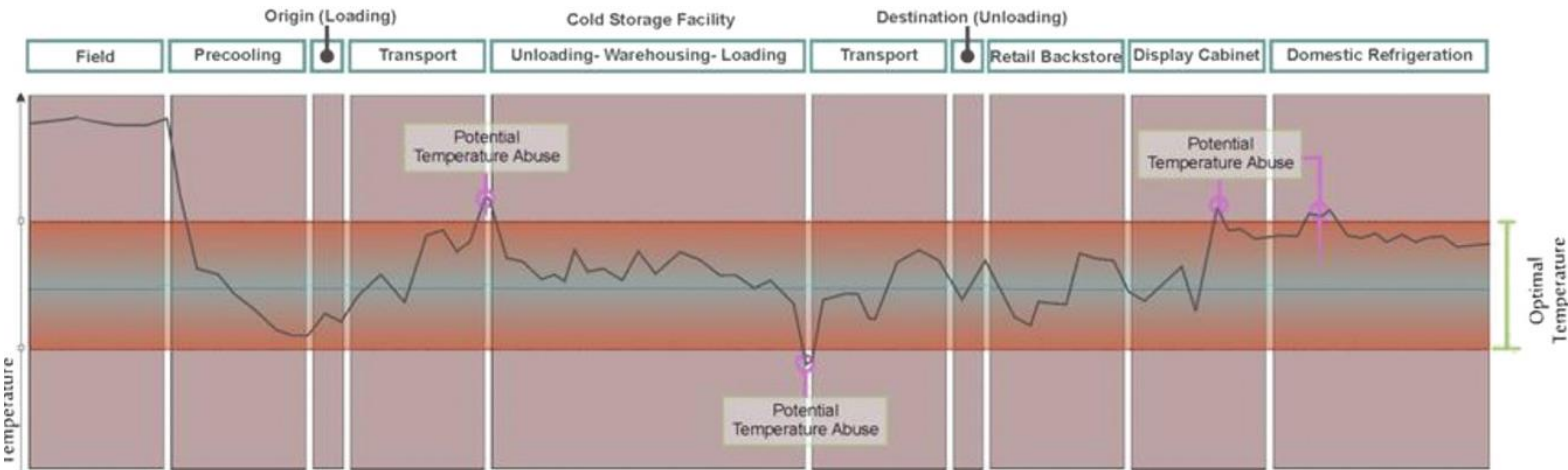 Origin (Loading)
Cold Storage Facility
Destination (Unloading)
Field
Precooling
Transport
Unloading- Warehousing- Loading
Transport
Retail Backstore
Display Cabinet
Domestic Refrigeration
Potential
Temperature Abuse
Potential
Temperature Abuse
Potential
Temperature Abuse
Optimal
Temperature
Temperature